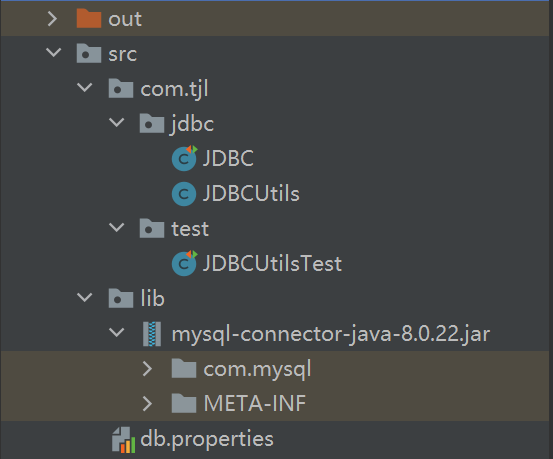 out
src
com.tjl
jdbc
JDBC
JDBCUtils
test
JDBCUtilsTest
lib
mysql-connector-java-8.0.22.jar
com.mysql
META-INF
db.properties